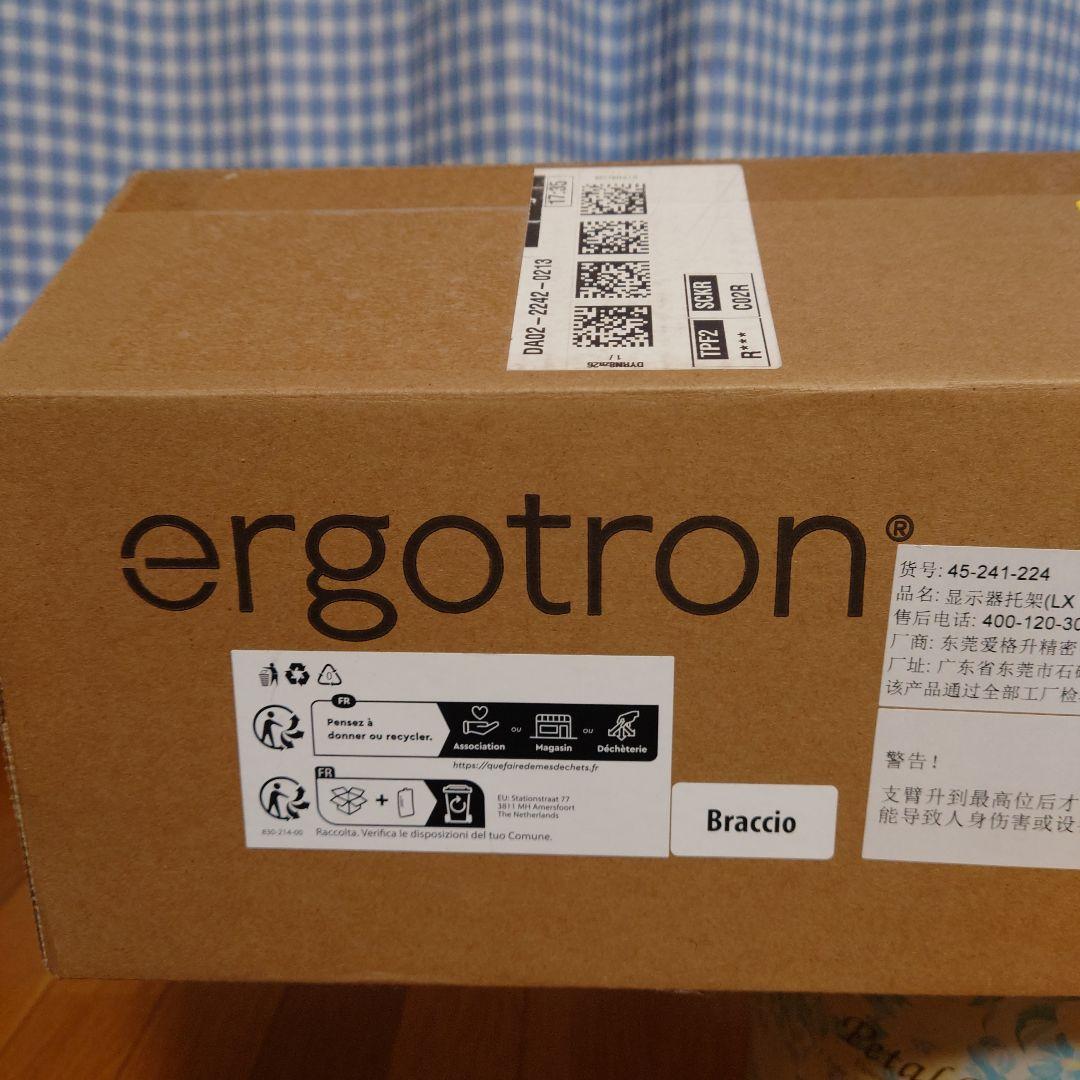 17:35
DA02-2242-0213
SCKR
C02R
TPF2
R***
1/
ergotron®
货号: 45-241-224
品名: 显示器托架(LX
售后电话: 400-120-30
厂商: 东莞爱格升精密
厂址: 广东省东莞市石
该产品通过全部工厂检
警告!
支臂升到最高位后才
能导致人身伤害或设
FR
Pensez à
donner ou recycler.
Association
ou
Magasin
ou
Déchèterie
https://quefairedemesdechets.fr
FR
+
EU: Stationstraat 77
3811 MH Amersfoort
The Netherlands
830-214-00
Raccolta. Verifica le disposizioni del tuo Comune.
Braccio
Petal